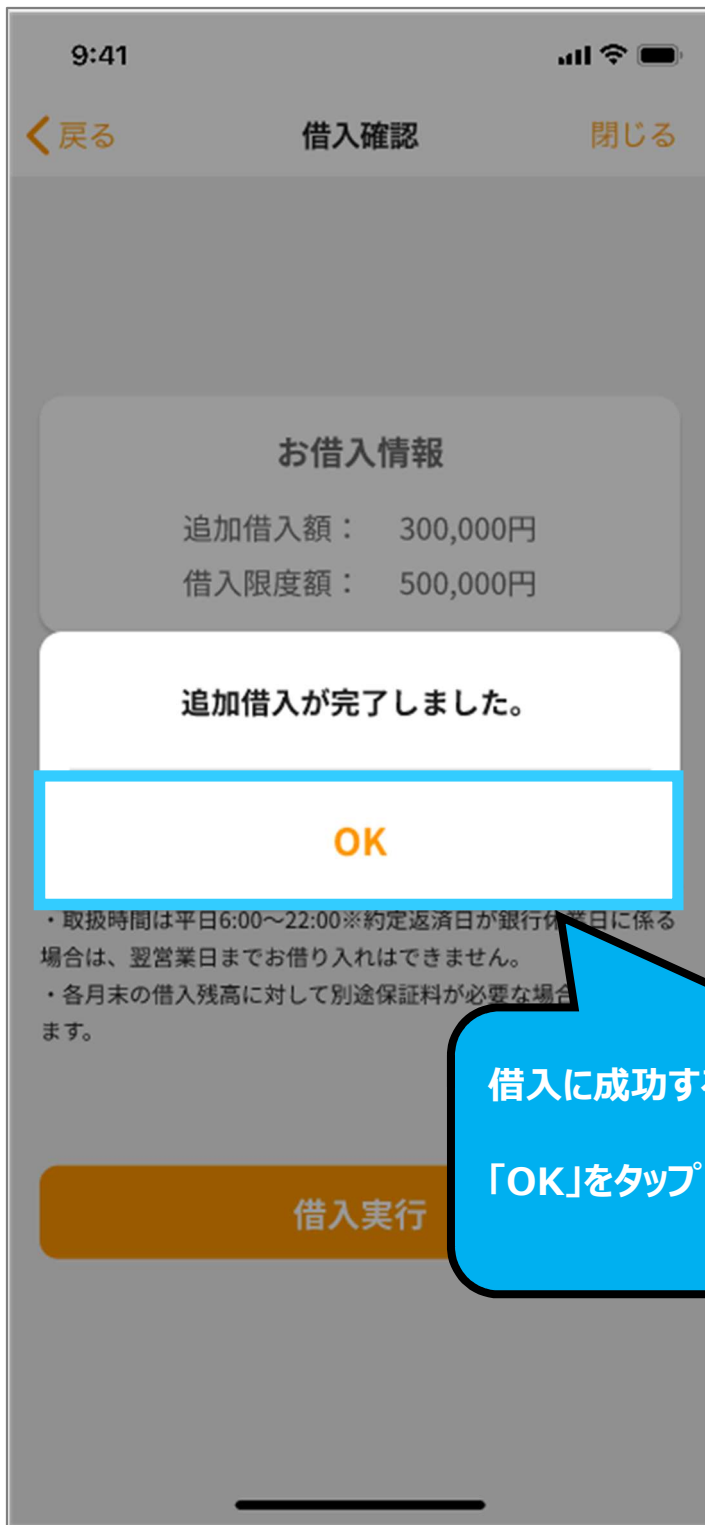 9:41
戻る 借入確認 閉じる
お借入情報
追加借入額： 300,000円
借入限度額： 500,000円
追加借入が完了しました。
OK
・取扱時間は平日6:00～22:00※約定返済日が銀行休業日に係る
場合は、翌営業日までお借り入れはできません。
・各月末の借入残高に対して別途保証料が必要な場合
ます。
借入に成功す
「OK」をタップ
借入実行